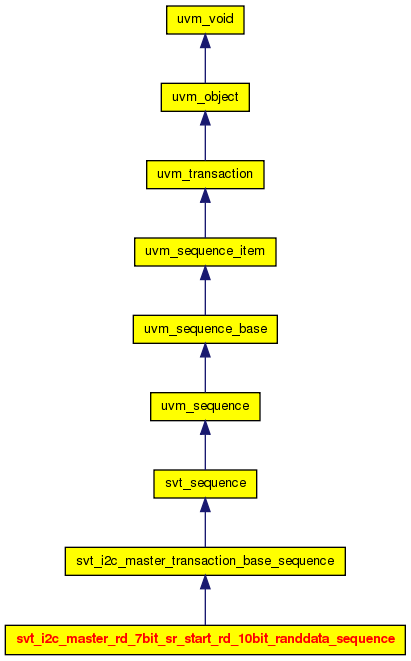 uvm_void
uvm_object
uvm_transaction
uvm_sequence_item
uvm_sequence_base
uvm_sequence
svt_sequence
svt_i2c_master_transaction_base_sequence
svt_i2c_master_rd_7bit_sr_start_rd_10bit_randdata_sequence